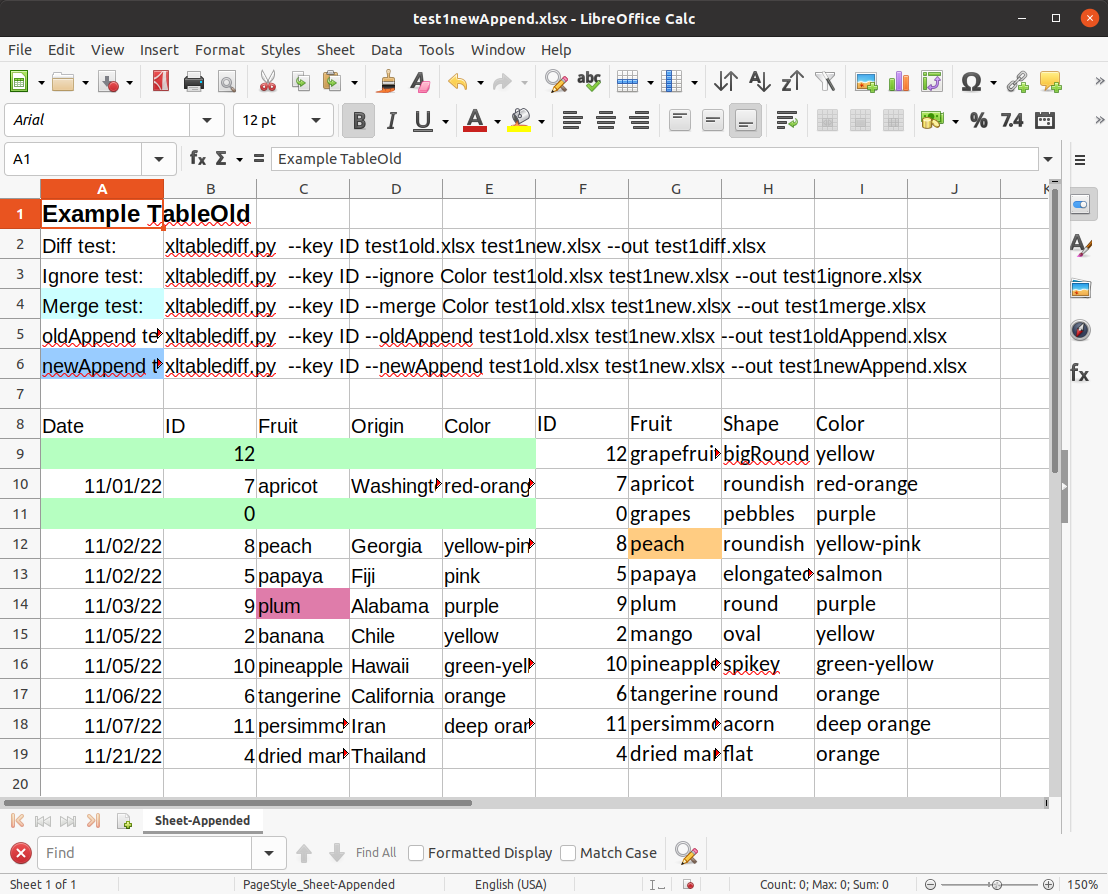 test1newAppend.xlsx - LibreOffice Calc
File Edit View Insert Format Styles Sheet Data Tools Window Help
Arial 12 pt B I U A % 7.4
A1 fx Σ = Example TableOld
A B C D E F G H I J K
1 Example TableOld
2 Diff test: xltablediff.py --key ID test1old.xlsx test1new.xlsx --out test1diff.xlsx
3 Ignore test: xltablediff.py --key ID --ignore Color test1old.xlsx test1new.xlsx --out test1ignore.xlsx
4 Merge test: xltablediff.py --key ID --merge Color test1old.xlsx test1new.xlsx --out test1merge.xlsx
5 oldAppend te xltablediff.py --key ID --oldAppend test1old.xlsx test1new.xlsx --out test1oldAppend.xlsx
6 newAppend t xltablediff.py --key ID --newAppend test1old.xlsx test1new.xlsx --out test1newAppend.xlsx
7
8 Date ID Fruit Origin Color ID Fruit Shape Color
9 12 12 grapefrui bigRound yellow
10 11/01/22 7 apricot Washingt red-orang 7 apricot roundish red-orange
11 0 0 grapes pebbles purple
12 11/02/22 8 peach Georgia yellow-pin 8 peach roundish yellow-pink
13 11/02/22 5 papaya Fiji pink 5 papaya elongated salmon
14 11/03/22 9 plum Alabama purple 9 plum round purple
15 11/05/22 2 banana Chile yellow 2 mango oval yellow
16 11/05/22 10 pineapple Hawaii green-yell 10 pineapple spikey green-yellow
17 11/06/22 6 tangerine California orange 6 tangerine round orange
18 11/07/22 11 persimmo Iran deep oran 11 persimmo acorn deep orange
19 11/21/22 4 dried man Thailand 4 dried man flat orange
20
Sheet-Appended
Find Find All Formatted Display Match Case
Sheet 1 of 1 PageStyle_Sheet-Appended English (USA) Count: 0; Max: 0; Sum: 0 150%